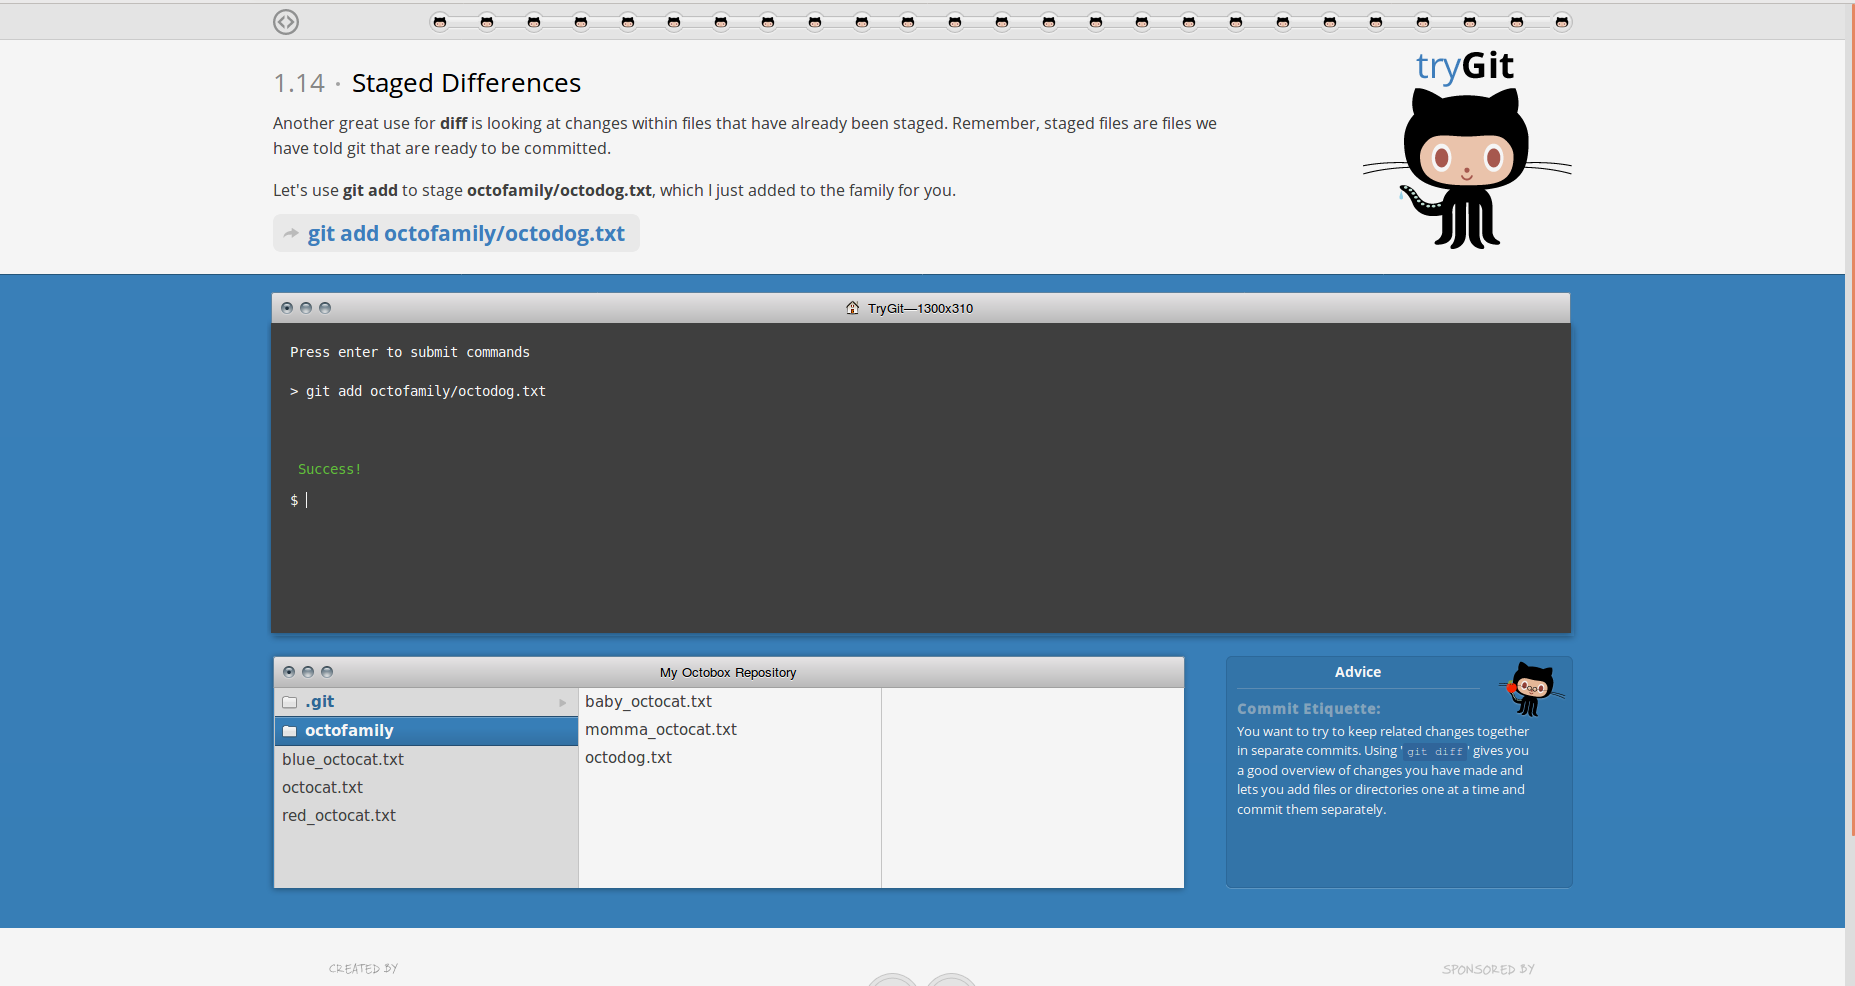 tryGit
1.14 · Staged Differences
Another great use for diff is looking at changes within files that have already been staged. Remember, staged files are files we
have told git that are ready to be committed.
Let's use git add to stage octofamily/octodog.txt, which I just added to the family for you.
git add octofamily/octodog.txt
TryGit—1300x310
Press enter to submit commands
> git add octofamily/octodog.txt
Success!
$
My Octobox Repository
.git
octofamily
blue_octocat.txt
octocat.txt
red_octocat.txt
baby_octocat.txt
momma_octocat.txt
octodog.txt
Advice
Commit Etiquette:
You want to try to keep related changes together
in separate commits. Using 'git diff' gives you
a good overview of changes you have made and
lets you add files or directories one at a time and
commit them separately.
CREATED BY
SPONSORED BY